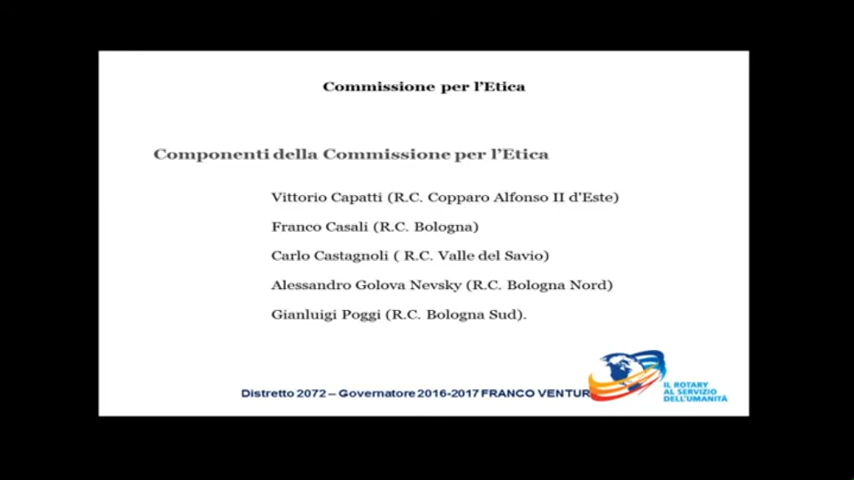 Commissione per l'Etica
Componenti della Commissione per l'Etica
Vittorio Capatti (R.C. Copparo Alfonso II d'Este)
Franco Casali (R.C. Bologna)
Carlo Castagnoli ( R.C. Valle del Savio)
Alessandro Golova Nevsky (R.C. Bologna Nord)
Gianluigi Poggi (R.C. Bologna Sud).
Distretto 2072 – Governatore 2016-2017 FRANCO VENTUR
IL ROTARY
AL SERVIZIO
DELL'UMANITÀ